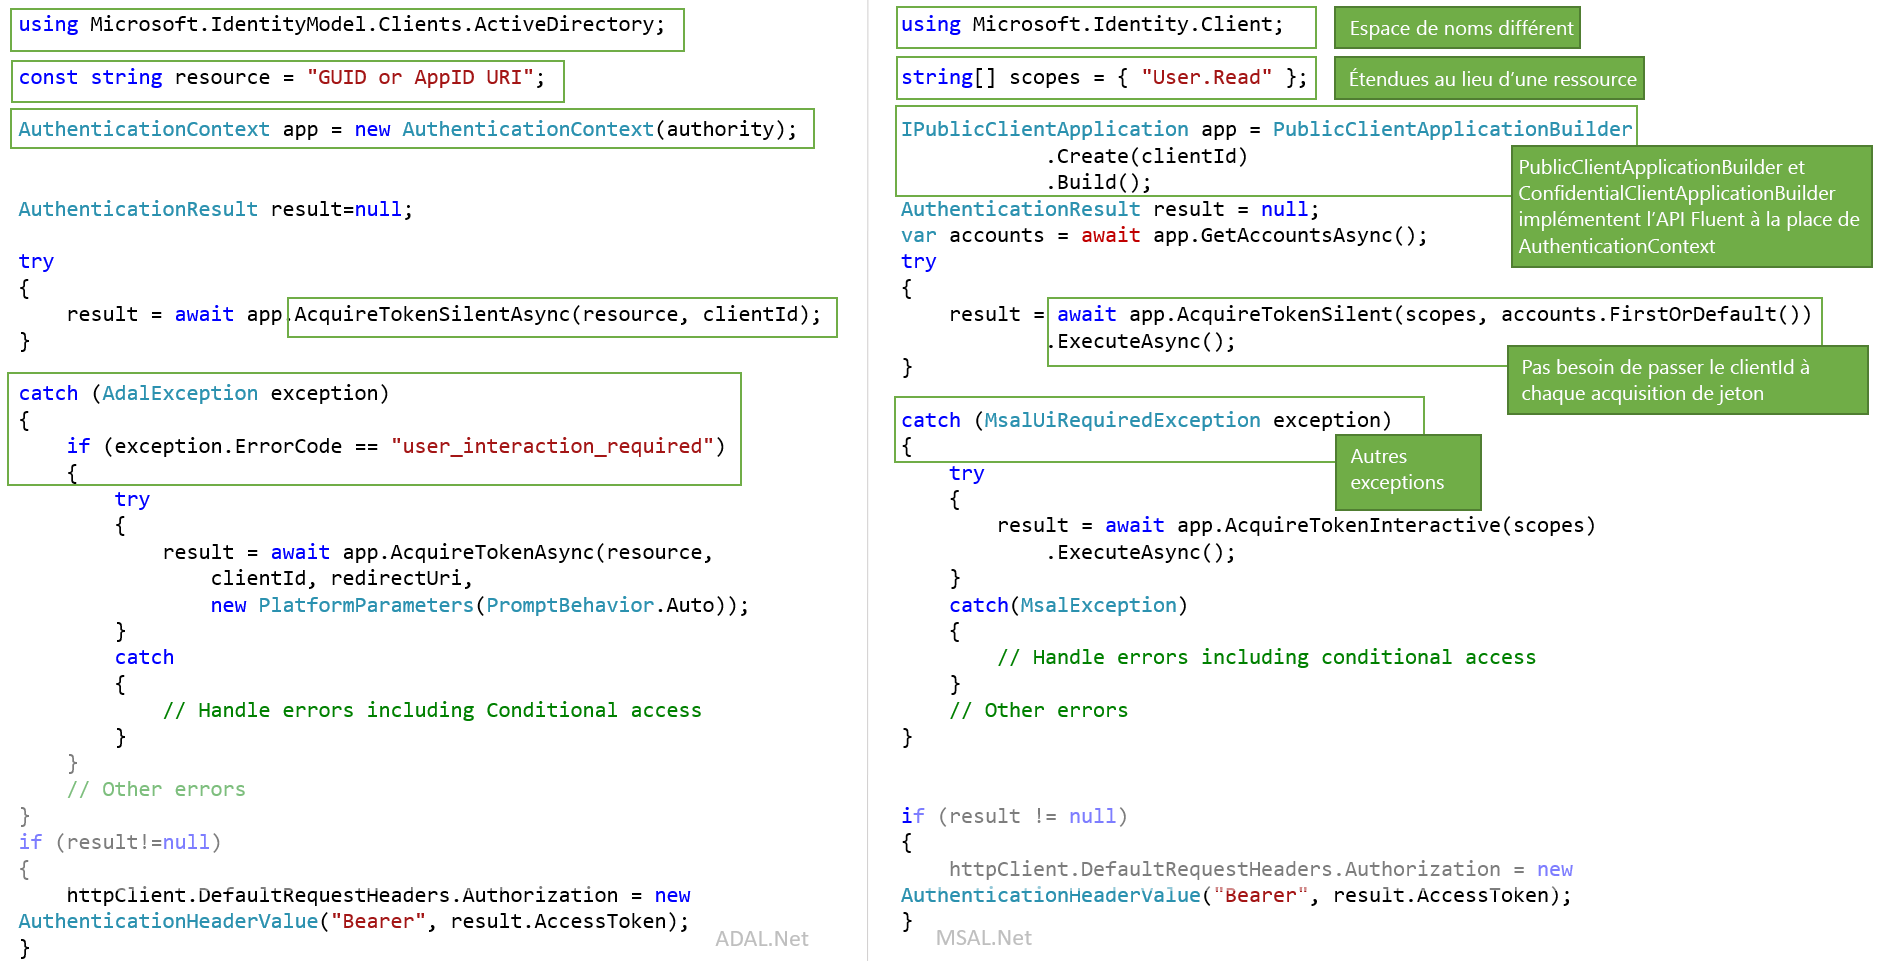 using Microsoft.IdentityModel.Clients.ActiveDirectory;
const string resource = "GUID or AppID URI";
AuthenticationContext app = new AuthenticationContext(authority);
AuthenticationResult result=null;
try
{
result = await app.AcquireTokenSilentAsync(resource, clientId);
}
catch (AdalException exception)
{
if (exception.ErrorCode == "user_interaction_required")
{
try
{
result = await app.AcquireTokenAsync(resource,
clientId, redirectUri,
new PlatformParameters(PromptBehavior.Auto));
}
catch
{
// Handle errors including Conditional access
}
}
// Other errors
}
if (result!=null)
{
httpClient.DefaultRequestHeaders.Authorization = new
AuthenticationHeaderValue("Bearer", result.AccessToken);
}
ADAL.Net
using Microsoft.Identity.Client;
Espace de noms différent
string[] scopes = { "User.Read" };
Étendues au lieu d’une ressource
IPublicClientApplication app = PublicClientApplicationBuilder
.Create(clientId)
.Build();
PublicClientApplicationBuilder et
ConfidentialClientApplicationBuilder
implémentent l’API Fluent à la place de
AuthenticationContext
AuthenticationResult result = null;
var accounts = await app.GetAccountsAsync();
try
{
result = await app.AcquireTokenSilent(scopes, accounts.FirstOrDefault())
.ExecuteAsync();
}
Pas besoin de passer le clientId à
chaque acquisition de jeton
catch (MsalUiRequiredException exception)
{
Autres
exceptions
try
{
result = await app.AcquireTokenInteractive(scopes)
.ExecuteAsync();
}
catch(MsalException)
{
// Handle errors including conditional access
}
// Other errors
}
if (result != null)
{
httpClient.DefaultRequestHeaders.Authorization = new
AuthenticationHeaderValue("Bearer", result.AccessToken);
}
MSAL.Net